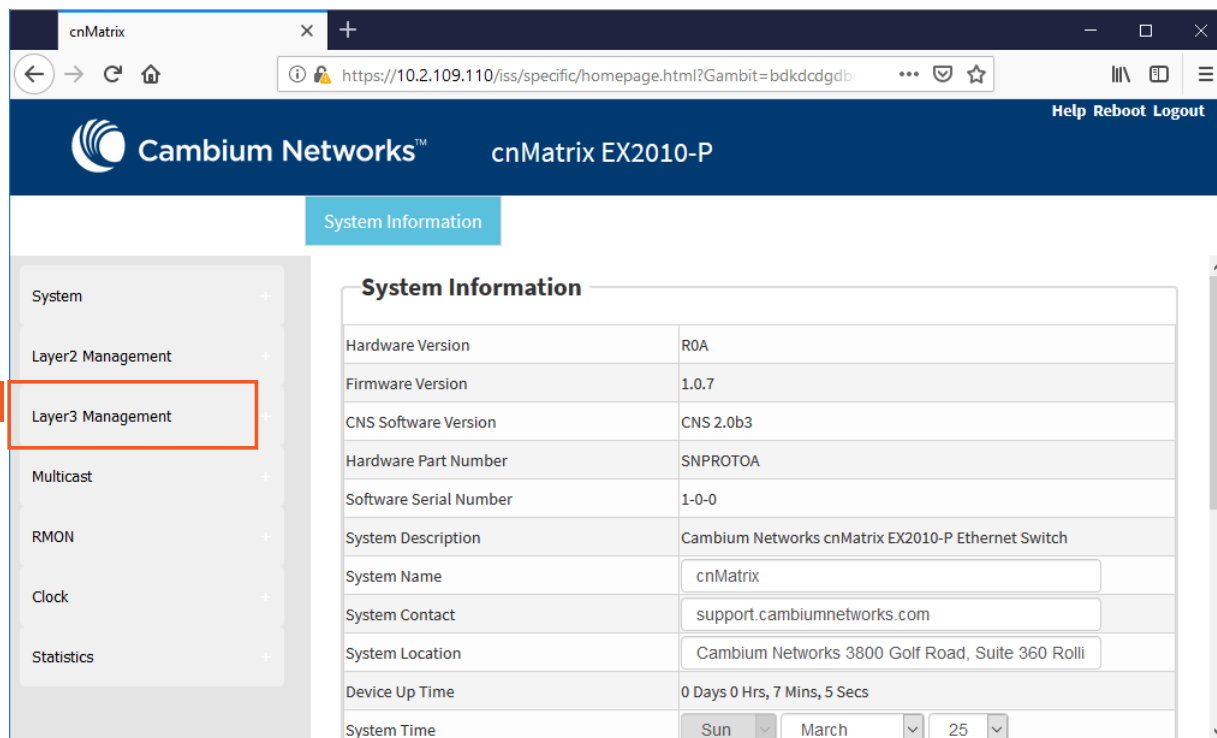 cnMatrix
https://10.2.109.110/iss/specific/homepage.html?Gambit=bdkdcdgdb
Help Reboot Logout
Cambium Networks™ cnMatrix EX2010-P
System Information
System
Layer2 Management
Layer3 Management
Multicast
RMON
Clock
Statistics
System Information
Hardware Version R0A
Firmware Version 1.0.7
CNS Software Version CNS 2.0b3
Hardware Part Number SNPROTOA
Software Serial Number 1-0-0
System Description Cambium Networks cnMatrix EX2010-P Ethernet Switch
System Name cnMatrix
System Contact support.cambiumnetworks.com
System Location Cambium Networks 3800 Golf Road, Suite 360 Rolli
Device Up Time 0 Days 0 Hrs, 7 Mins, 5 Secs
System Time Sun March 25